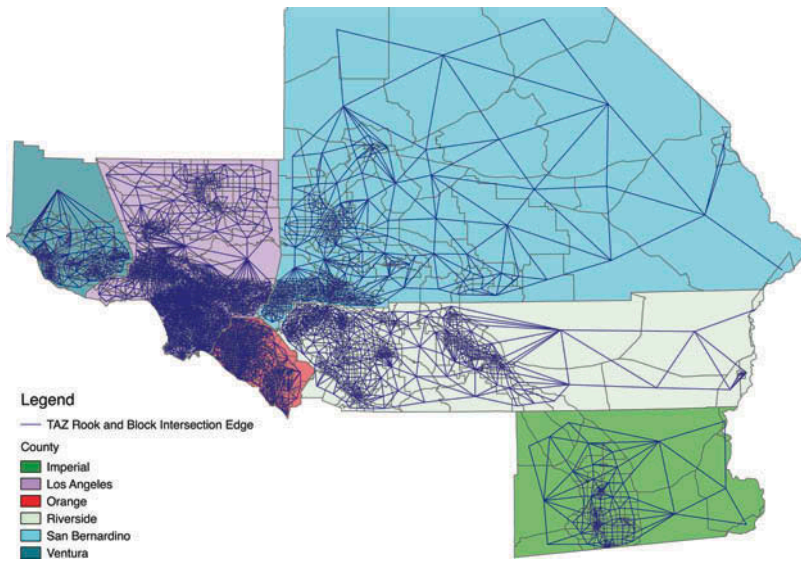 Legend
TAZ Rook and Block Intersection Edge
County
Imperial
Los Angeles
Orange
Riverside
San Bernardino
Ventura